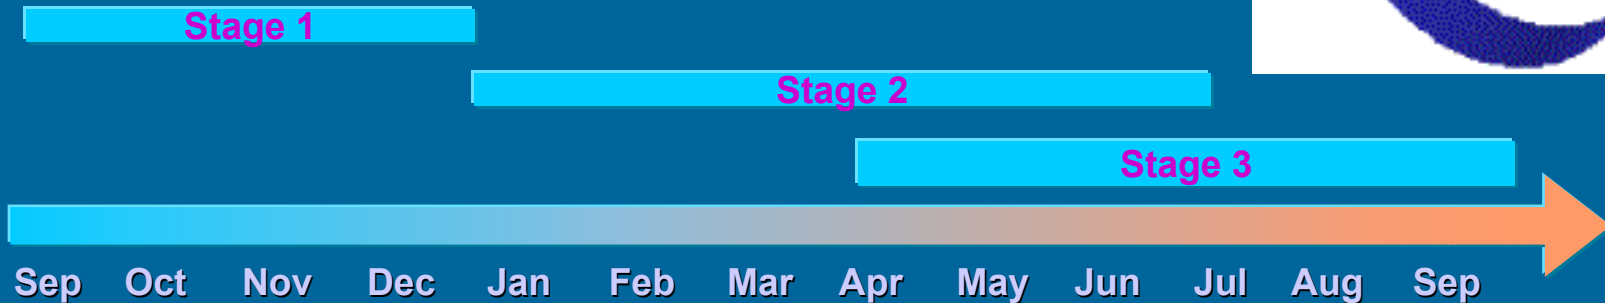 Stage 1
Stage 2
Stage 3
Sep Oct Nov Dec Jan Feb Mar Apr May Jun Jul Aug Sep